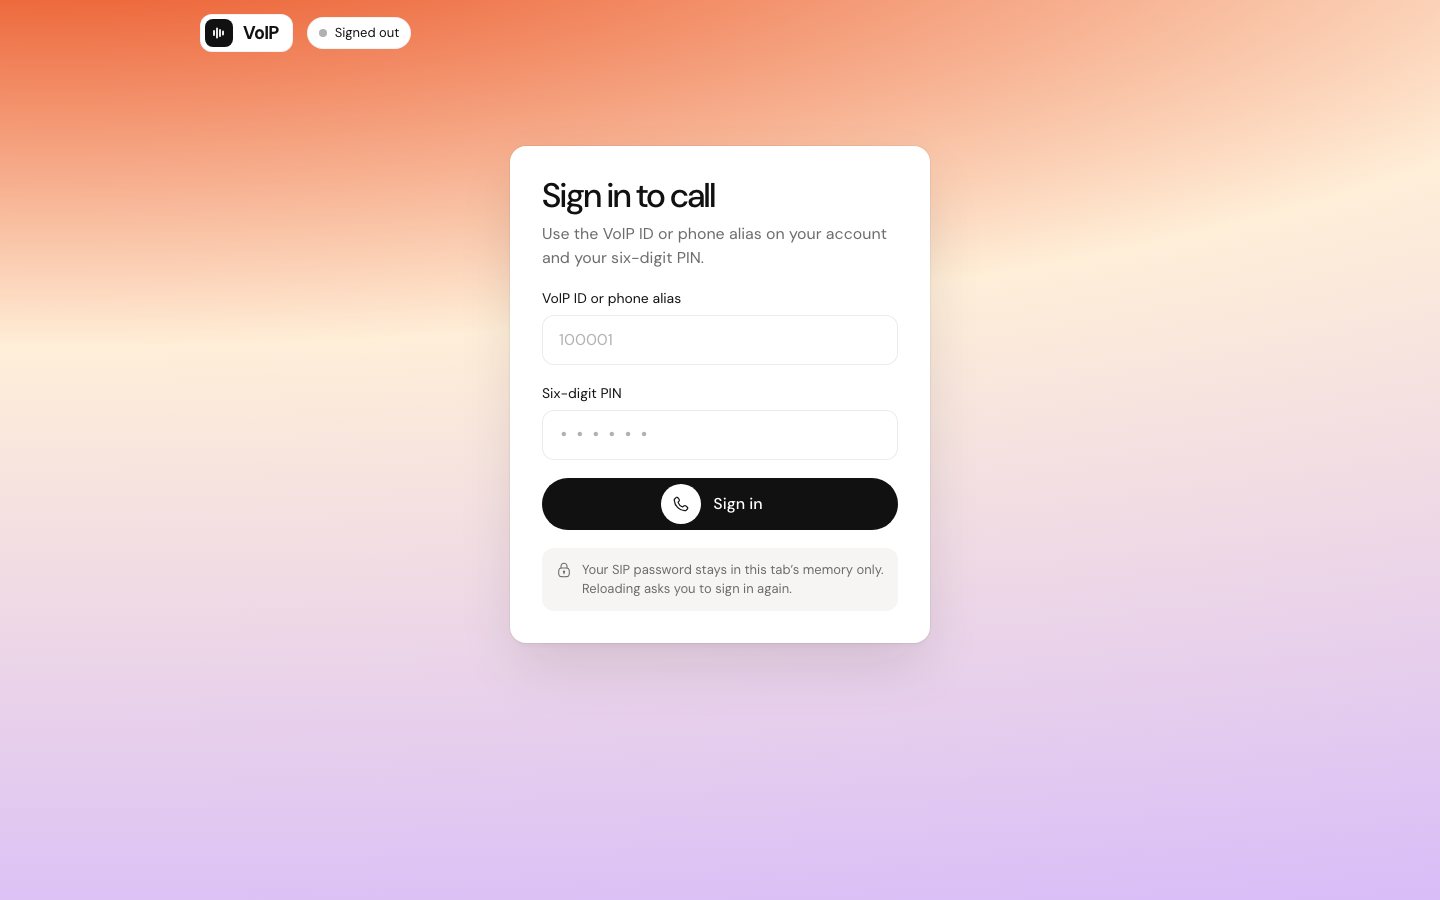 VoIP
Signed out
Sign in to call
Use the VoIP ID or phone alias on your account
and your six-digit PIN.
VoIP ID or phone alias
100001
Six-digit PIN
• • • • • •
Sign in
Your SIP password stays in this tab’s memory only.
Reloading asks you to sign in again.